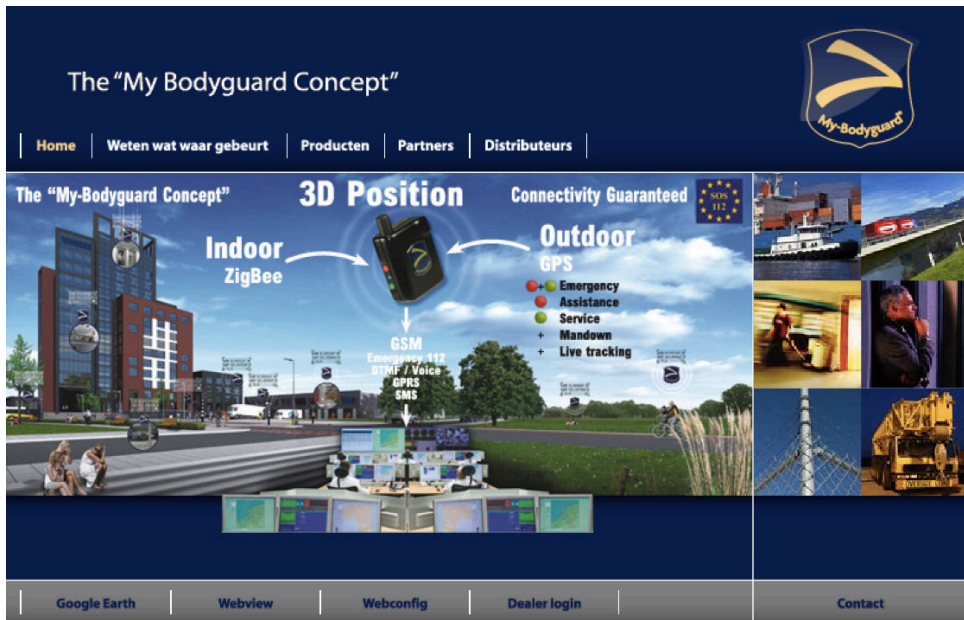 The “My Bodyguard Concept”
My-Bodyguard
Home
Weten wat waar gebeurt
Producten
Partners
Distributeurs
The “My-Bodyguard Concept”
3D Position
Connectivity Guaranteed
SOS
112
Indoor
ZigBee
Outdoor
GPS
+ Emergency
Assistance
Service
+ Mandown
+ Live tracking
GSM
Emergency 112
DTMF / Voice
GPRS
SMS
Google Earth
Webview
Webconfig
Dealer login
Contact